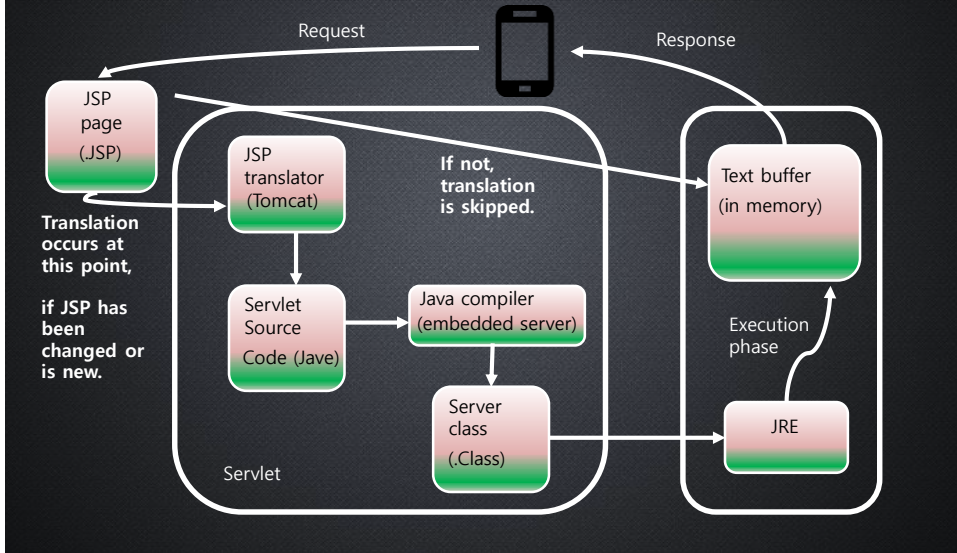 Request
Response
JSP
page
(.JSP)
JSP
translator
(Tomcat)
If not,
translation
is skipped.
Text buffer
(in memory)
Translation
occurs at
this point,
if JSP has
been
changed or
is new.
Servlet
Source
Code (Jave)
Java compiler
(embedded server)
Execution
phase
Server
class
(.Class)
JRE
Servlet